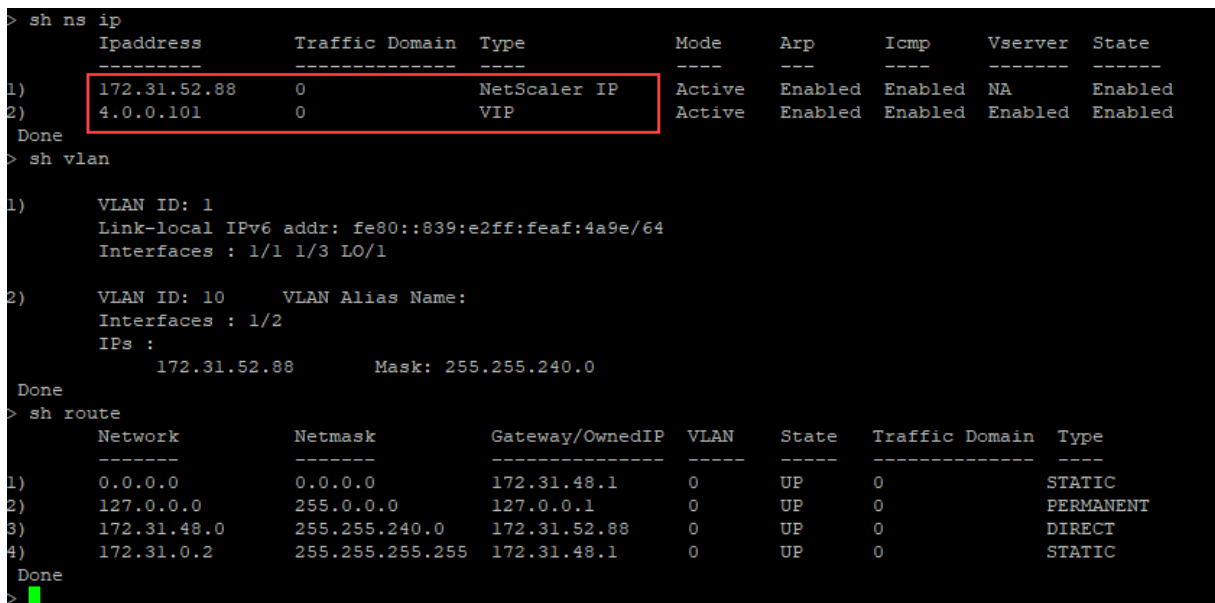 > sh ns ip
Ipaddress Traffic Domain Type Mode Arp Icmp Vserver State
--------- -------------- ---- ---- --- ---- ------- ------
1) 172.31.52.88 0 NetScaler IP Active Enabled Enabled NA Enabled
2) 4.0.0.101 0 VIP Active Enabled Enabled Enabled Enabled
Done
> sh vlan
1) VLAN ID: 1
Link-local IPv6 addr: fe80::839:e2ff:feaf:4a9e/64
Interfaces : 1/1 1/3 LO/1
2) VLAN ID: 10 VLAN Alias Name:
Interfaces : 1/2
IPs :
172.31.52.88 Mask: 255.255.240.0
Done
> sh route
Network Netmask Gateway/OwnedIP VLAN State Traffic Domain Type
------- ------- --------------- ----- ----- -------------- ----
1) 0.0.0.0 0.0.0.0 172.31.48.1 0 UP 0 STATIC
2) 127.0.0.0 255.0.0.0 127.0.0.1 0 UP 0 PERMANENT
3) 172.31.48.0 255.255.240.0 172.31.52.88 0 UP 0 DIRECT
4) 172.31.0.2 255.255.255.255 172.31.48.1 0 UP 0 STATIC
Done
>